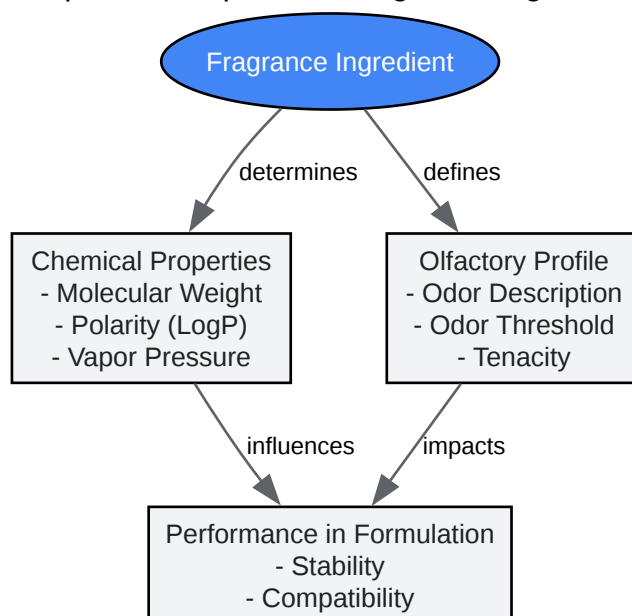 Fragrance Ingredient
determines
defines
Chemical Properties
- Molecular Weight
- Polarity (LogP)
- Vapor Pressure
Olfactory Profile
- Odor Description
- Odor Threshold
- Tenacity
influences
impacts
Performance in Formulation
- Stability
- Compatibility